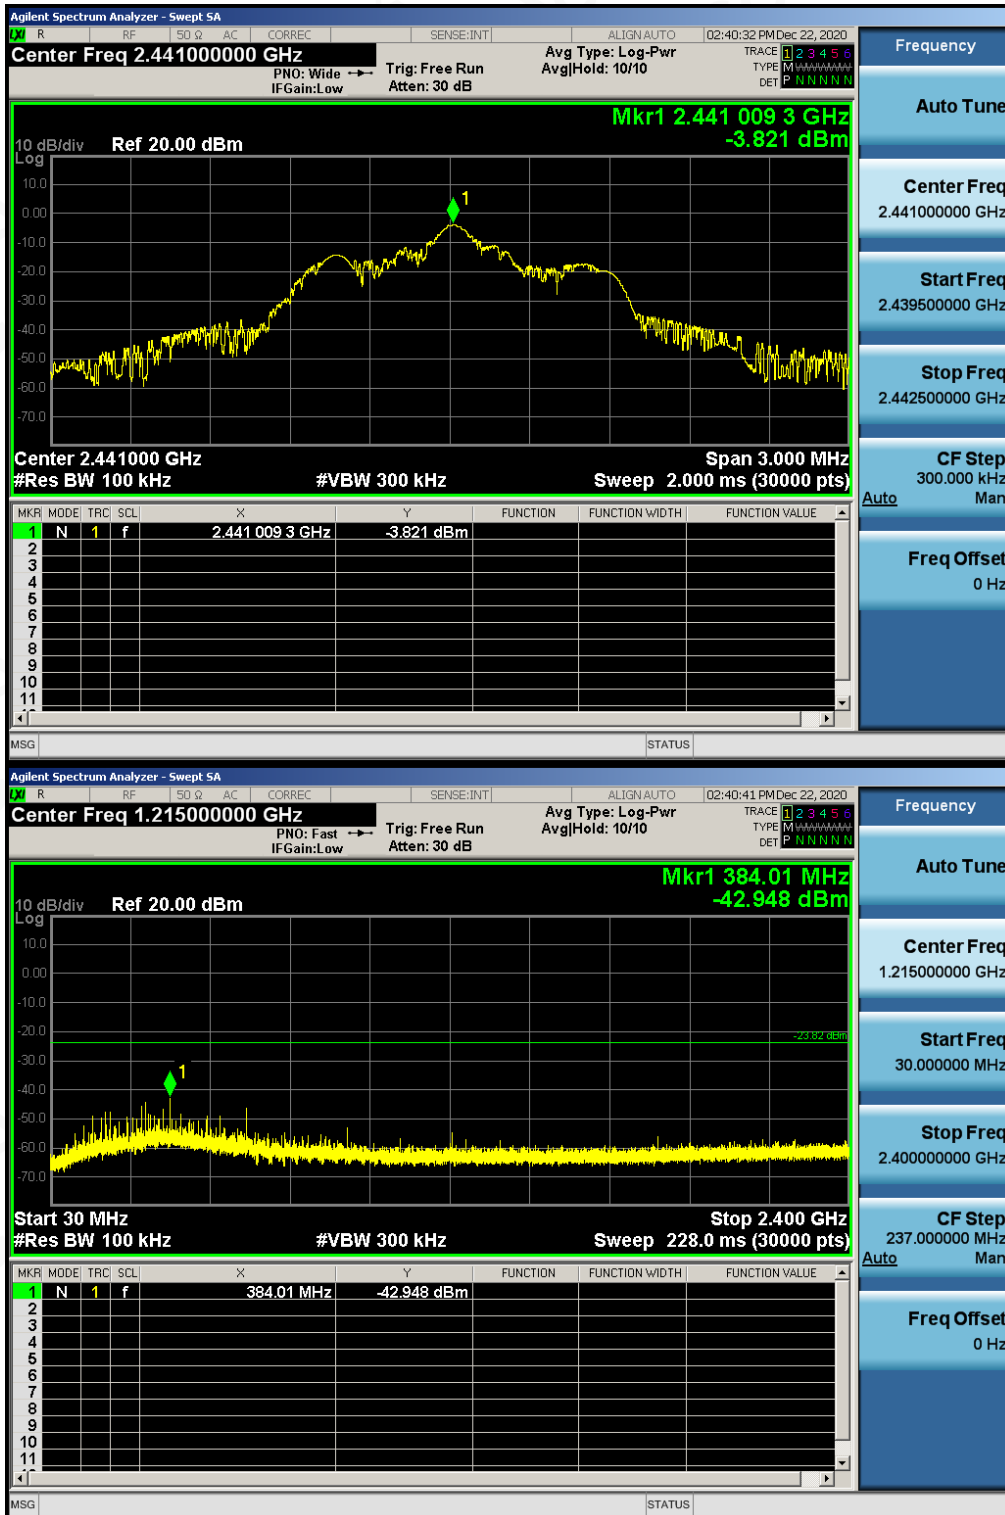 Agilent Spectrum Analyzer - Swept SA
LXI R RF 50 Ω AC CORREC SENSE:INT ALIGN AUTO 02:40:32 PM Dec 22, 2020
Center Freq 2.441000000 GHz
PNO: Wide
IFGain:Low
Trig: Free Run
Atten: 30 dB
Avg Type: Log-Pwr
Avg|Hold: 10/10
TRACE 1 2 3 4 5 6
TYPE M WWWWW
DET P N N N N N
Mkr1 2.441 009 3 GHz
-3.821 dBm
10 dB/div Ref 20.00 dBm
Log
10.0
0.00
-10.0
-20.0
-30.0
-40.0
-50.0
-60.0
-70.0
1
Center 2.441000 GHz Span 3.000 MHz
#Res BW 100 kHz #VBW 300 kHz Sweep 2.000 ms (30000 pts)
MKR MODE TRC SCL X Y FUNCTION FUNCTION WIDTH FUNCTION VALUE
1 N 1 f 2.441 009 3 GHz -3.821 dBm
2
3
4
5
6
7
8
9
10
11
MSG STATUS
Frequency
Auto Tune
Center Freq
2.441000000 GHz
Start Freq
2.439500000 GHz
Stop Freq
2.442500000 GHz
CF Step
300.000 kHz
Auto Man
Freq Offset
0 Hz
Agilent Spectrum Analyzer - Swept SA
LXI R RF 50 Ω AC CORREC SENSE:INT ALIGN AUTO 02:40:41 PM Dec 22, 2020
Center Freq 1.215000000 GHz
PNO: Fast
IFGain:Low
Trig: Free Run
Atten: 30 dB
Avg Type: Log-Pwr
Avg|Hold: 10/10
TRACE 1 2 3 4 5 6
TYPE M WWWWW
DET P N N N N N
Mkr1 384.01 MHz
-42.948 dBm
10 dB/div Ref 20.00 dBm
Log
10.0
0.00
-10.0
-20.0
-30.0
-40.0
-50.0
-60.0
-70.0
-23.82 dBm
1
Start 30 MHz Stop 2.400 GHz
#Res BW 100 kHz #VBW 300 kHz Sweep 228.0 ms (30000 pts)
MKR MODE TRC SCL X Y FUNCTION FUNCTION WIDTH FUNCTION VALUE
1 N 1 f 384.01 MHz -42.948 dBm
2
3
4
5
6
7
8
9
10
11
MSG STATUS
Frequency
Auto Tune
Center Freq
1.215000000 GHz
Start Freq
30.000000 MHz
Stop Freq
2.400000000 GHz
CF Step
237.000000 MHz
Auto Man
Freq Offset
0 Hz